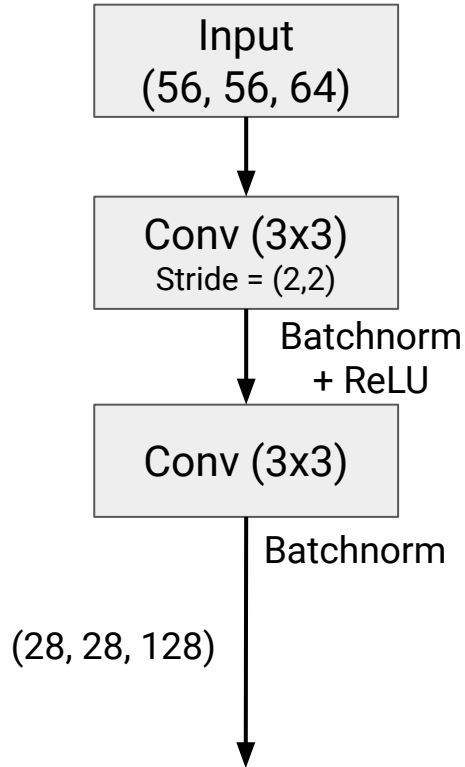 Input
(56, 56, 64)
Conv (3x3)
Stride = (2,2)
Batchnorm
+ ReLU
Conv (3x3)
Batchnorm
(28, 28, 128)